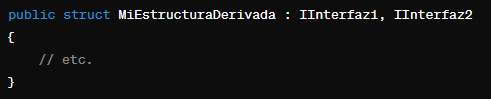 public struct MiEstructuraDerivada : IInterfaz1, IInterfaz2
{
    // etc.
}